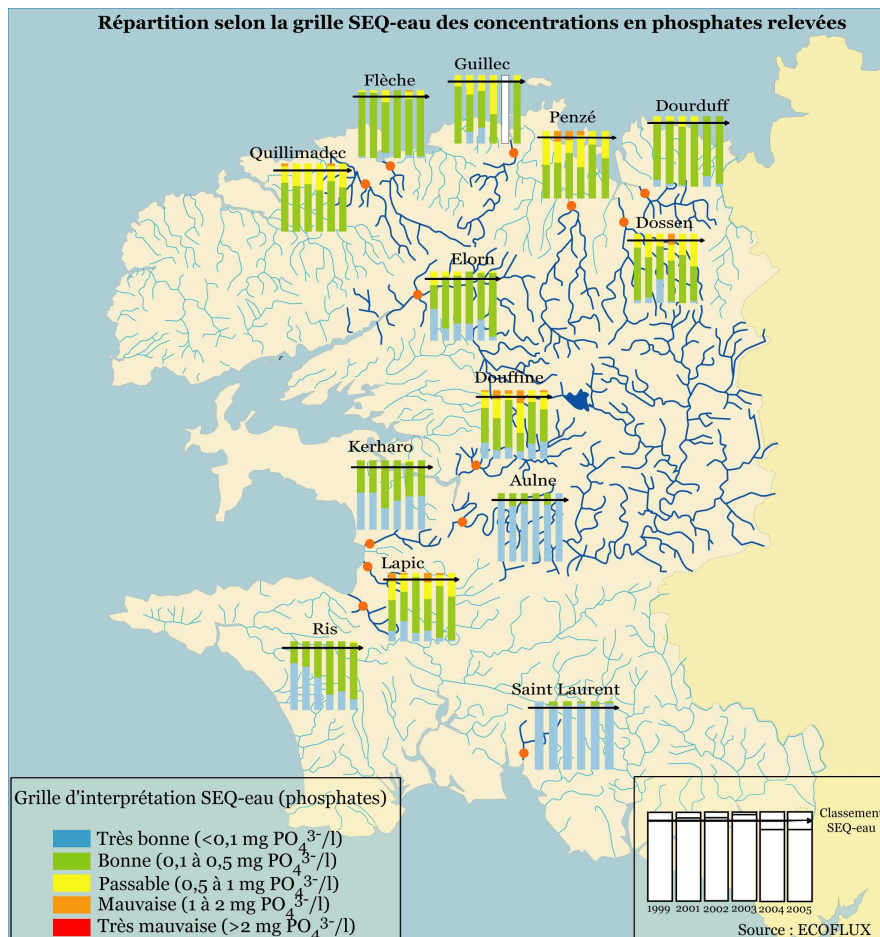 Répartition selon la grille SEQ-eau des concentrations en phosphates relevées
Guillec
Flèche
Dourduff
Penzé
Quillimadec
Dossen
Elorn
Douffine
Kerharo
Aulne
Lapic
Ris
Saint Laurent
Grille d'interprétation SEQ-eau (phosphates)
Très bonne (<0,1 mg PO₄³⁻/l)
Bonne (0,1 à 0,5 mg PO₄³⁻/l)
Passable (0,5 à 1 mg PO₄³⁻/l)
Mauvaise (1 à 2 mg PO₄³⁻/l)
Très mauvaise (>2 mg PO₄³⁻/l)
Classement
SEQ-eau
1999 2001 2002 2003 2004 2005
Source : ECOFLUX